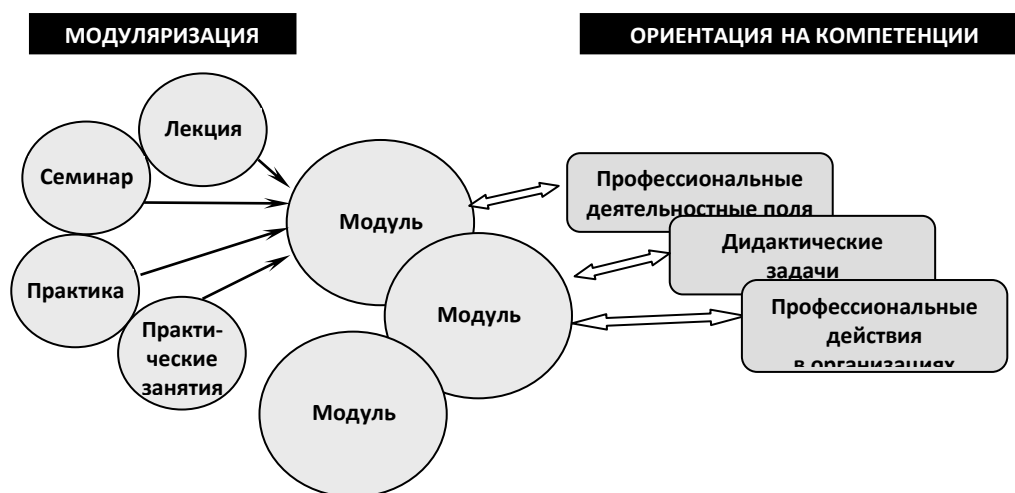 МОДУЛЯРИЗАЦИЯ
ОРИЕНТАЦИЯ НА КОМПЕТЕНЦИИ
Лекция
Семинар
Практика
Практи-
ческие
занятия
Модуль
Модуль
Модуль
Профессиональные
деятельностные поля
Дидактические
задачи
Профессиональные
действия
в организациях